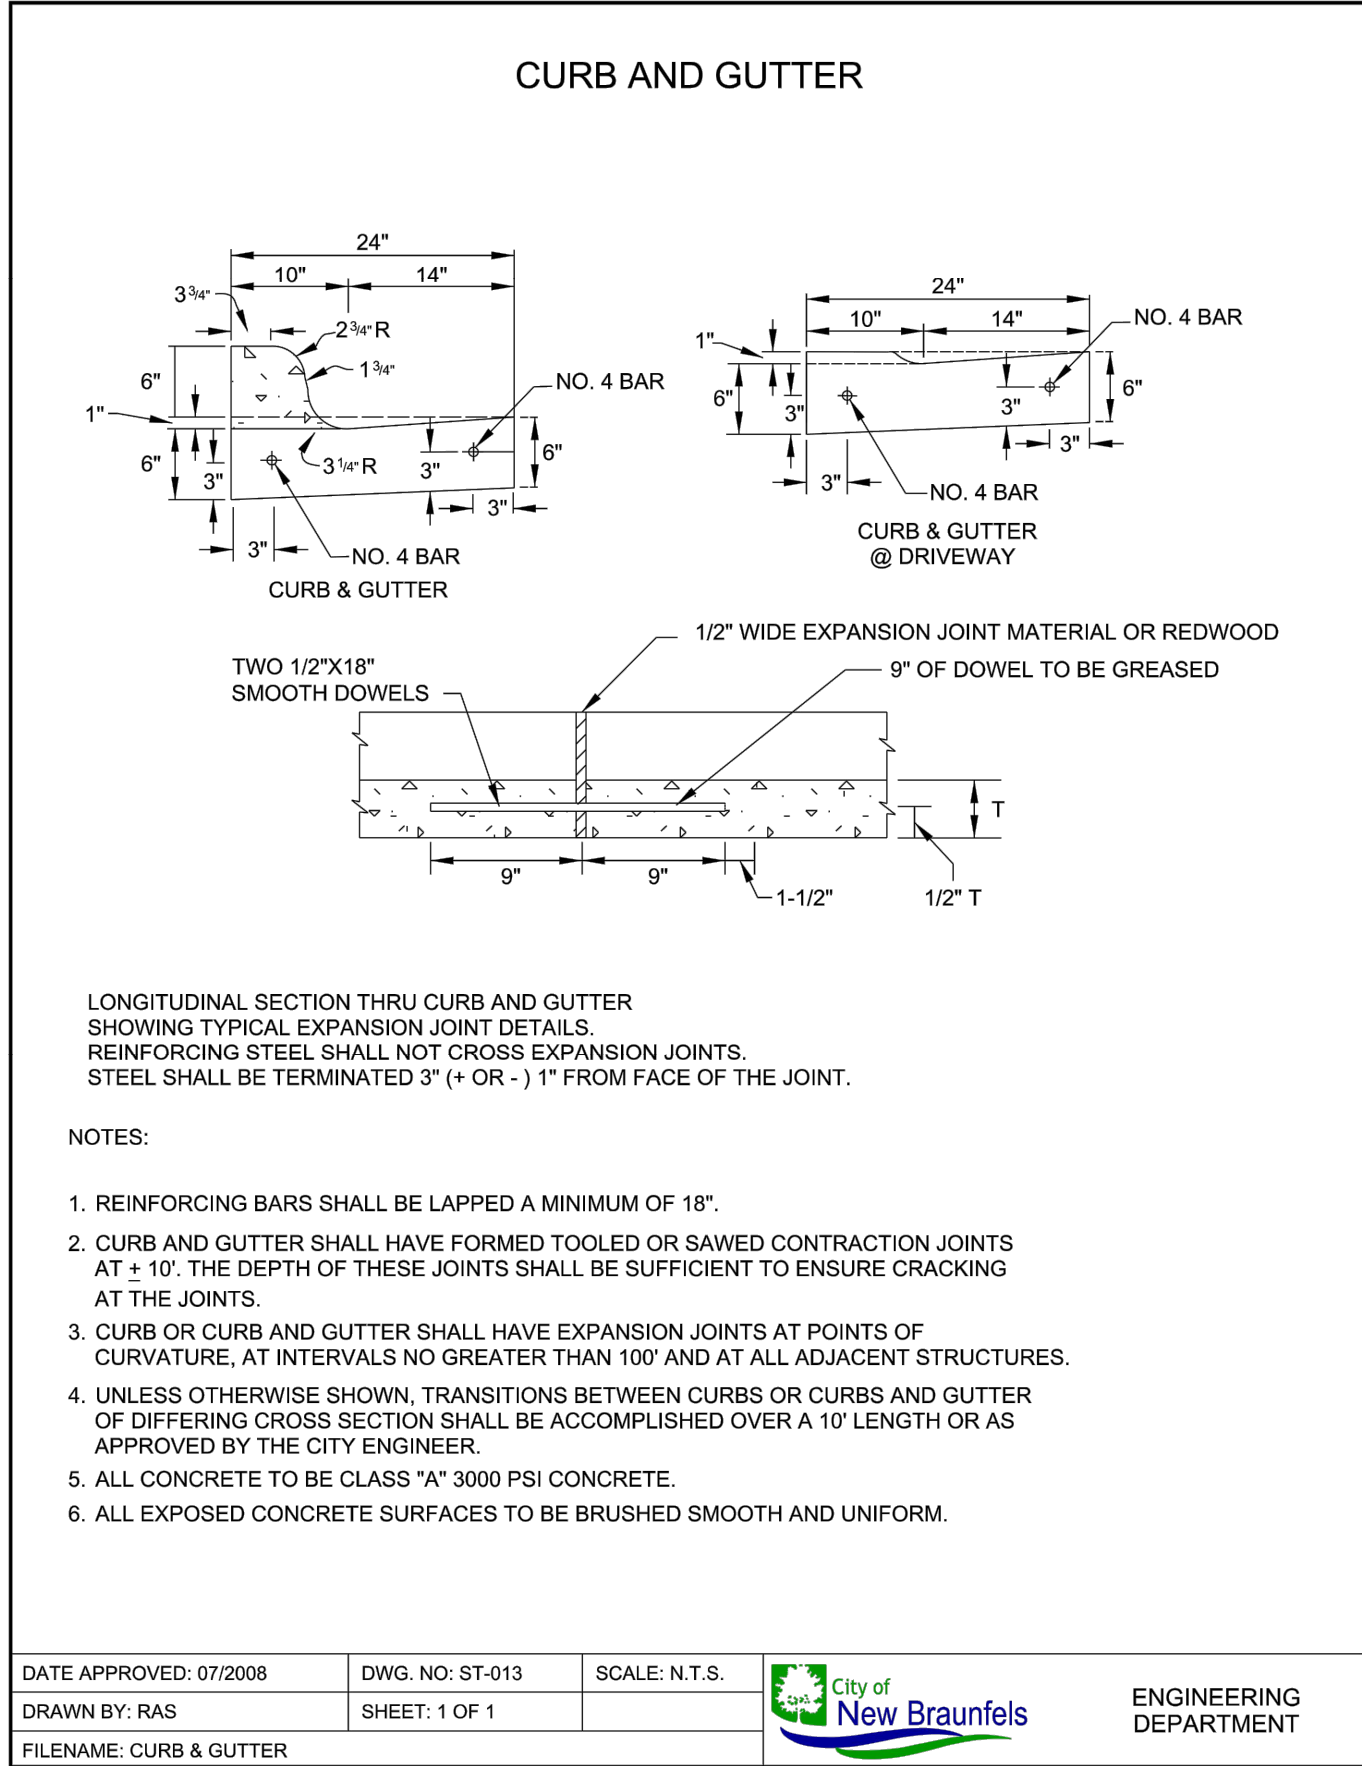 CURB AND GUTTER
24"
10"
14"
3 3/4"
2 3/4" R
1 3/4"
6"
1"
6"
3"
3 1/4" R
3"
6"
3"
3"
NO. 4 BAR
NO. 4 BAR
CURB & GUTTER
24"
10"
14"
1"
NO. 4 BAR
6"
3"
3"
6"
3"
3"
NO. 4 BAR
CURB & GUTTER
@ DRIVEWAY
1/2" WIDE EXPANSION JOINT MATERIAL OR REDWOOD
TWO 1/2"X18"
SMOOTH DOWELS
9" OF DOWEL TO BE GREASED
T
9"
9"
1-1/2"
1/2" T
LONGITUDINAL SECTION THRU CURB AND GUTTER
SHOWING TYPICAL EXPANSION JOINT DETAILS.
REINFORCING STEEL SHALL NOT CROSS EXPANSION JOINTS.
STEEL SHALL BE TERMINATED 3" (+ OR - ) 1" FROM FACE OF THE JOINT.
NOTES:
1. REINFORCING BARS SHALL BE LAPPED A MINIMUM OF 18".
2. CURB AND GUTTER SHALL HAVE FORMED TOOLED OR SAWED CONTRACTION JOINTS
AT ± 10'. THE DEPTH OF THESE JOINTS SHALL BE SUFFICIENT TO ENSURE CRACKING
AT THE JOINTS.
3. CURB OR CURB AND GUTTER SHALL HAVE EXPANSION JOINTS AT POINTS OF
CURVATURE, AT INTERVALS NO GREATER THAN 100' AND AT ALL ADJACENT STRUCTURES.
4. UNLESS OTHERWISE SHOWN, TRANSITIONS BETWEEN CURBS OR CURBS AND GUTTER
OF DIFFERING CROSS SECTION SHALL BE ACCOMPLISHED OVER A 10' LENGTH OR AS
APPROVED BY THE CITY ENGINEER.
5. ALL CONCRETE TO BE CLASS "A" 3000 PSI CONCRETE.
6. ALL EXPOSED CONCRETE SURFACES TO BE BRUSHED SMOOTH AND UNIFORM.
DATE APPROVED: 07/2008
DWG. NO: ST-013
SCALE: N.T.S.
DRAWN BY: RAS
SHEET: 1 OF 1
FILENAME: CURB & GUTTER
City of
New Braunfels
ENGINEERING
DEPARTMENT